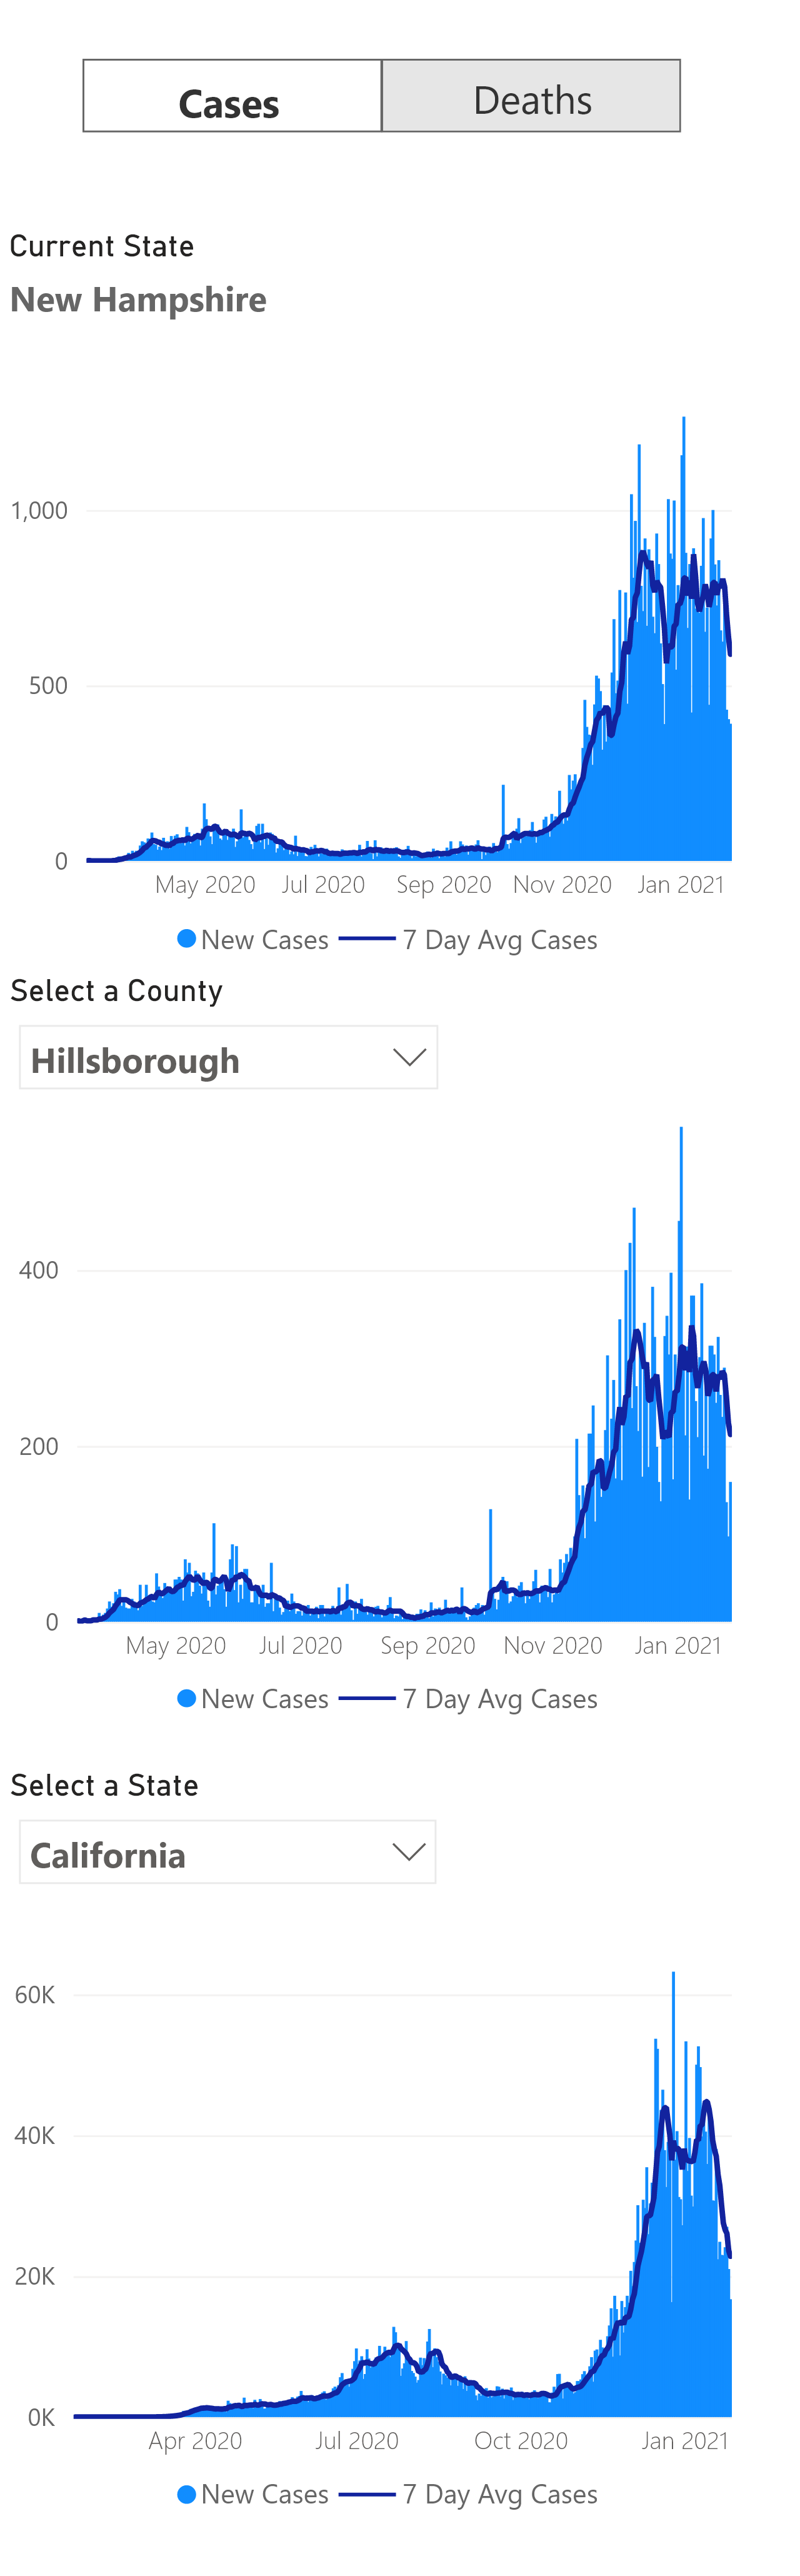 Cases Deaths
Current State
New Hampshire
1,000
500
0
May 2020 Jul 2020 Sep 2020 Nov 2020 Jan 2021
New Cases 7 Day Avg Cases
Select a County
Hillsborough
400
200
0
May 2020 Jul 2020 Sep 2020 Nov 2020 Jan 2021
New Cases 7 Day Avg Cases
Select a State
California
60K
40K
20K
0K
Apr 2020 Jul 2020 Oct 2020 Jan 2021
New Cases 7 Day Avg Cases